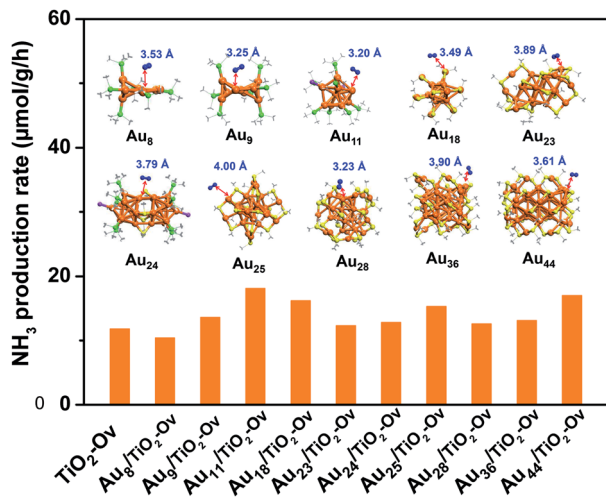 NH3 production rate (μmol/g/h)
60
40
20
0
0
3.53 Å
3.25 Å
3.20 Å
3.49 Å
3.89 Å
Au8
Au9
Au11
Au18
Au23
3.79 Å
4.00 Å
3.23 Å
3.90 Å
3.61 Å
Au24
Au25
Au28
Au36
Au44
TiO2-Ov
Au8/TiO2-Ov
Au9/TiO2-Ov
Au11/TiO2-Ov
Au18/TiO2-Ov
Au23/TiO2-Ov
Au24/TiO2-Ov
Au25/TiO2-Ov
Au28/TiO2-Ov
Au36/TiO2-Ov
Au44/TiO2-Ov